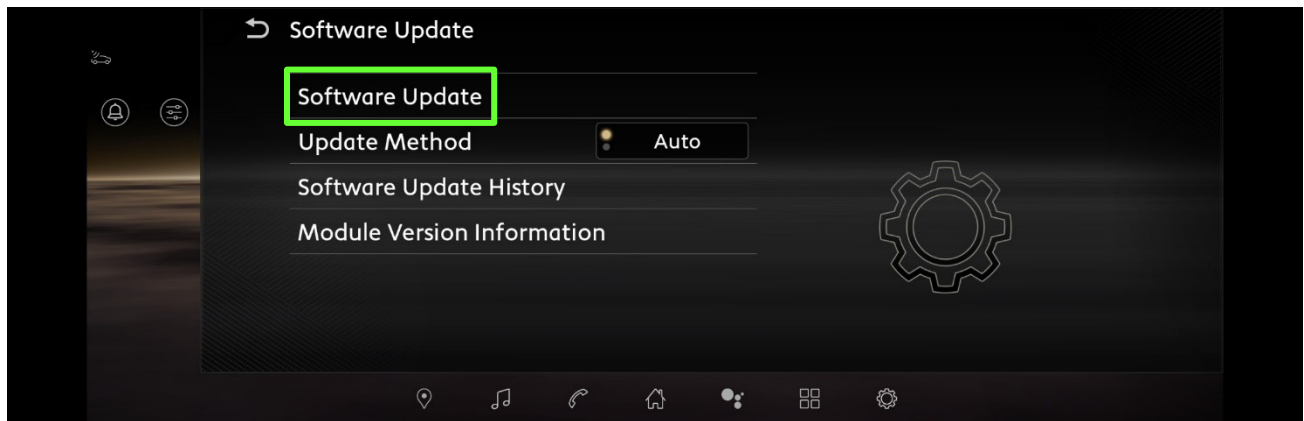 Software Update
Software Update
Update Method Auto
Software Update History
Module Version Information